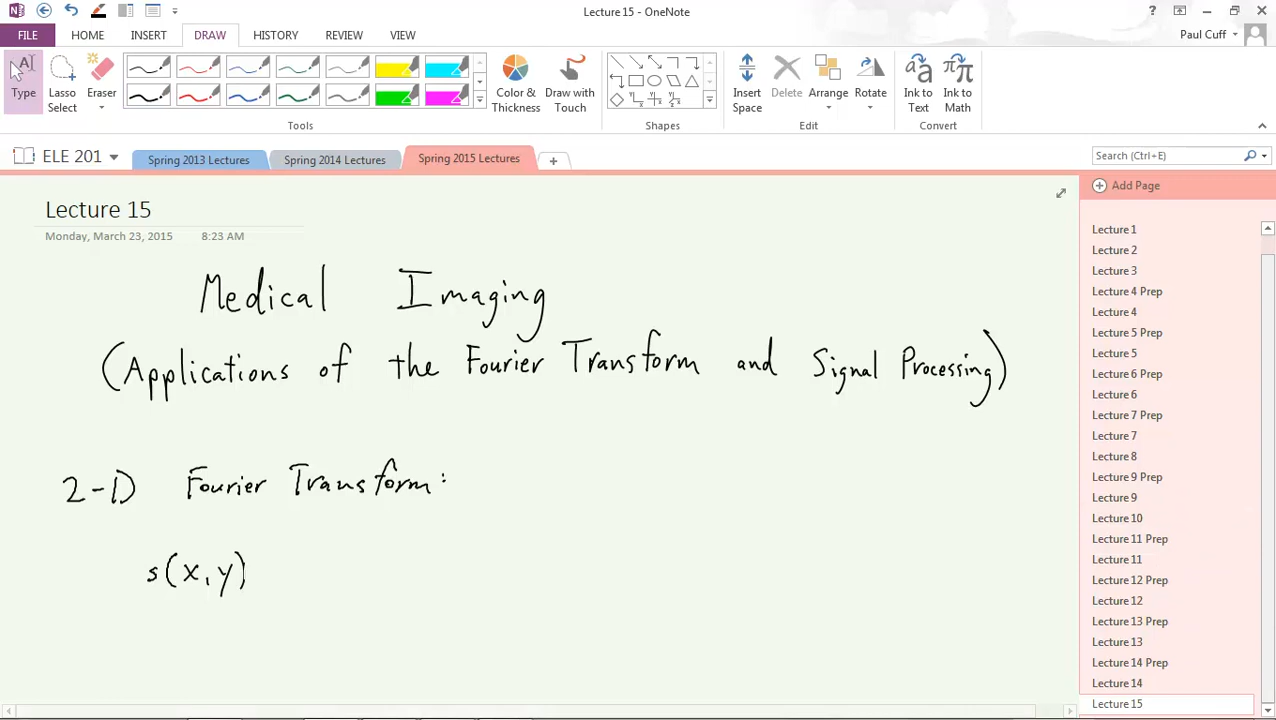 Lecture 15 - OneNote
FILE HOME INSERT DRAW HISTORY REVIEW VIEW
Paul Cuff
Type
Lasso Select
Eraser
Color & Thickness
Draw with Touch
Insert Space
Delete
Arrange
Rotate
Ink to Text
Ink to Math
Tools
Shapes
Edit
Convert
ELE 201
Spring 2013 Lectures
Spring 2014 Lectures
Spring 2015 Lectures
Search (Ctrl+E)
Add Page
Lecture 15
Monday, March 23, 2015 8:23 AM
Medical Imaging
(Applications of the Fourier Transform and Signal Processing)
2-D Fourier Transform:
s(x,y)
Lecture 1
Lecture 2
Lecture 3
Lecture 4 Prep
Lecture 4
Lecture 5 Prep
Lecture 5
Lecture 6 Prep
Lecture 6
Lecture 7 Prep
Lecture 7
Lecture 8
Lecture 9 Prep
Lecture 9
Lecture 10
Lecture 11 Prep
Lecture 11
Lecture 12 Prep
Lecture 12
Lecture 13 Prep
Lecture 13
Lecture 14 Prep
Lecture 14
Lecture 15